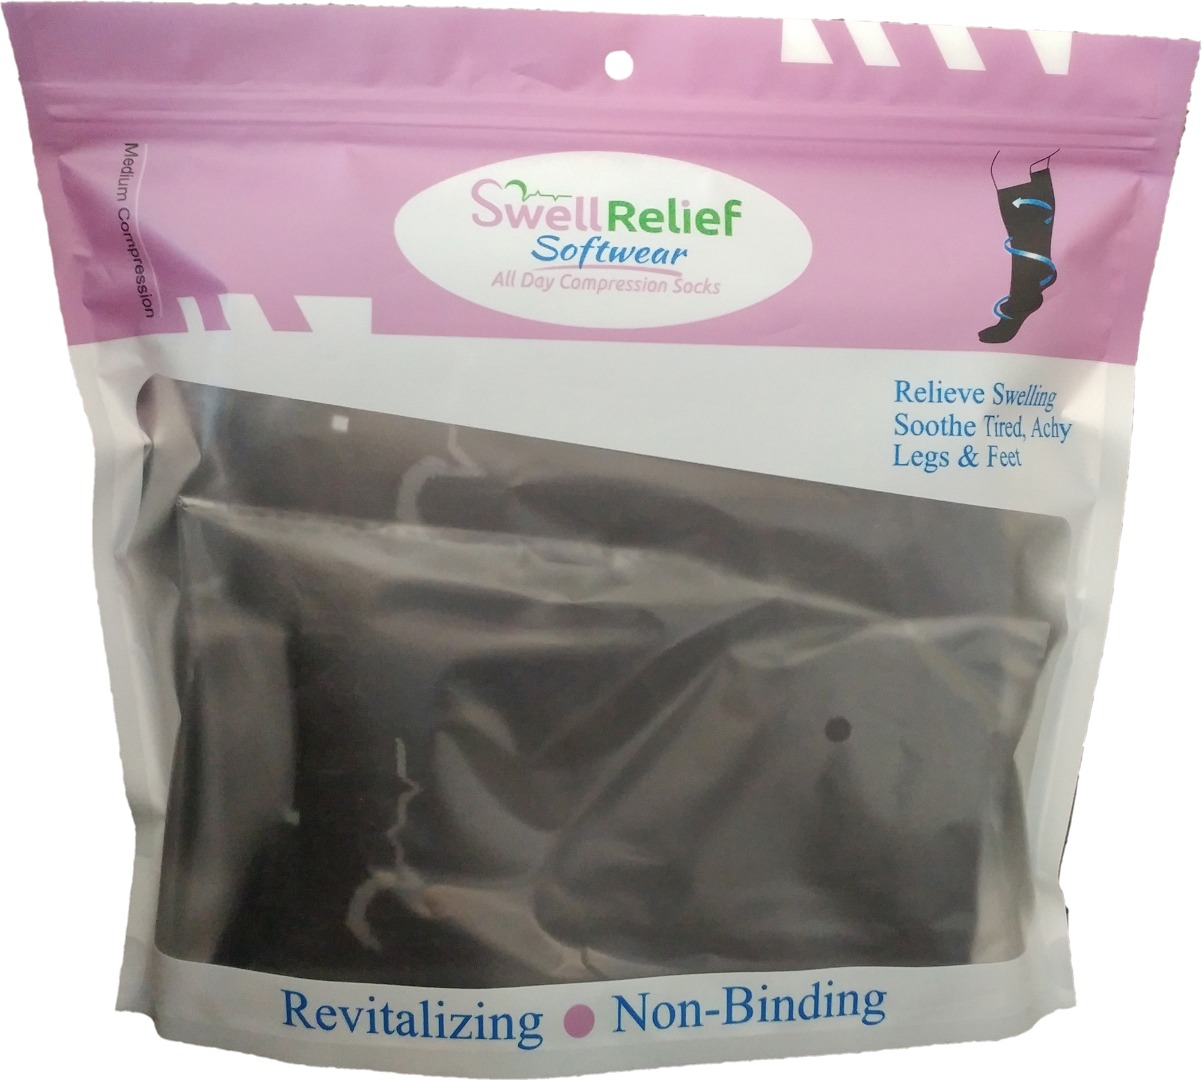 Medium Compression
SwellRelief
Softwear
All Day Compression Socks
Relieve Swelling
Soothe Tired, Achy
Legs & Feet
Revitalizing ● Non-Binding